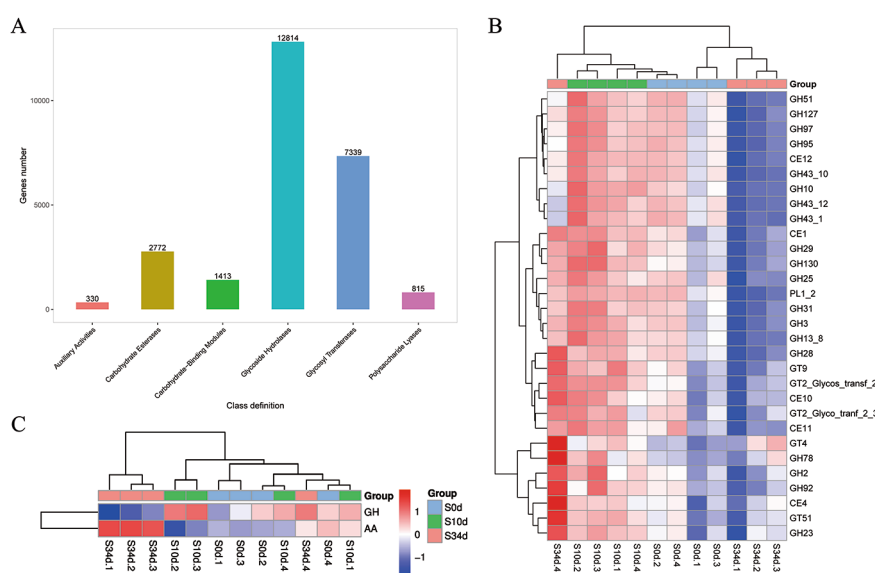 A
12814
10000
7339
Genes number
5000
2772
1413
815
330
0
Auxiliary Activities
Carbohydrate Esterases
Carbohydrate-Binding Modules
Glycoside Hydrolases
Glycosyl Transferases
Polysaccharide Lyases
Class definition
B
Group
GH51
GH127
GH97
GH95
CE12
GH43_10
GH10
GH43_12
GH43_1
CE1
GH29
GH130
GH25
PL1_2
GH31
GH3
GH13_8
GH28
GT9
GT2_Glycos_transf_2
CE10
GT2_Glyco_tranf_2_3
CE11
GT4
GH78
GH2
GH92
CE4
GT51
GH23
S34d.4
S10d.2
S10d.3
S10d.1
S10d.4
S0d.2
S0d.4
S0d.1
S0d.3
S34d.1
S34d.2
S34d.3
C
Group
GH
AA
S34d.1
S34d.2
S34d.3
S10d.2
S10d.3
S0d.1
S0d.3
S0d.2
S10d.4
S34d.4
S0d.4
S10d.1
1
0
−1
Group
S0d
S10d
S34d